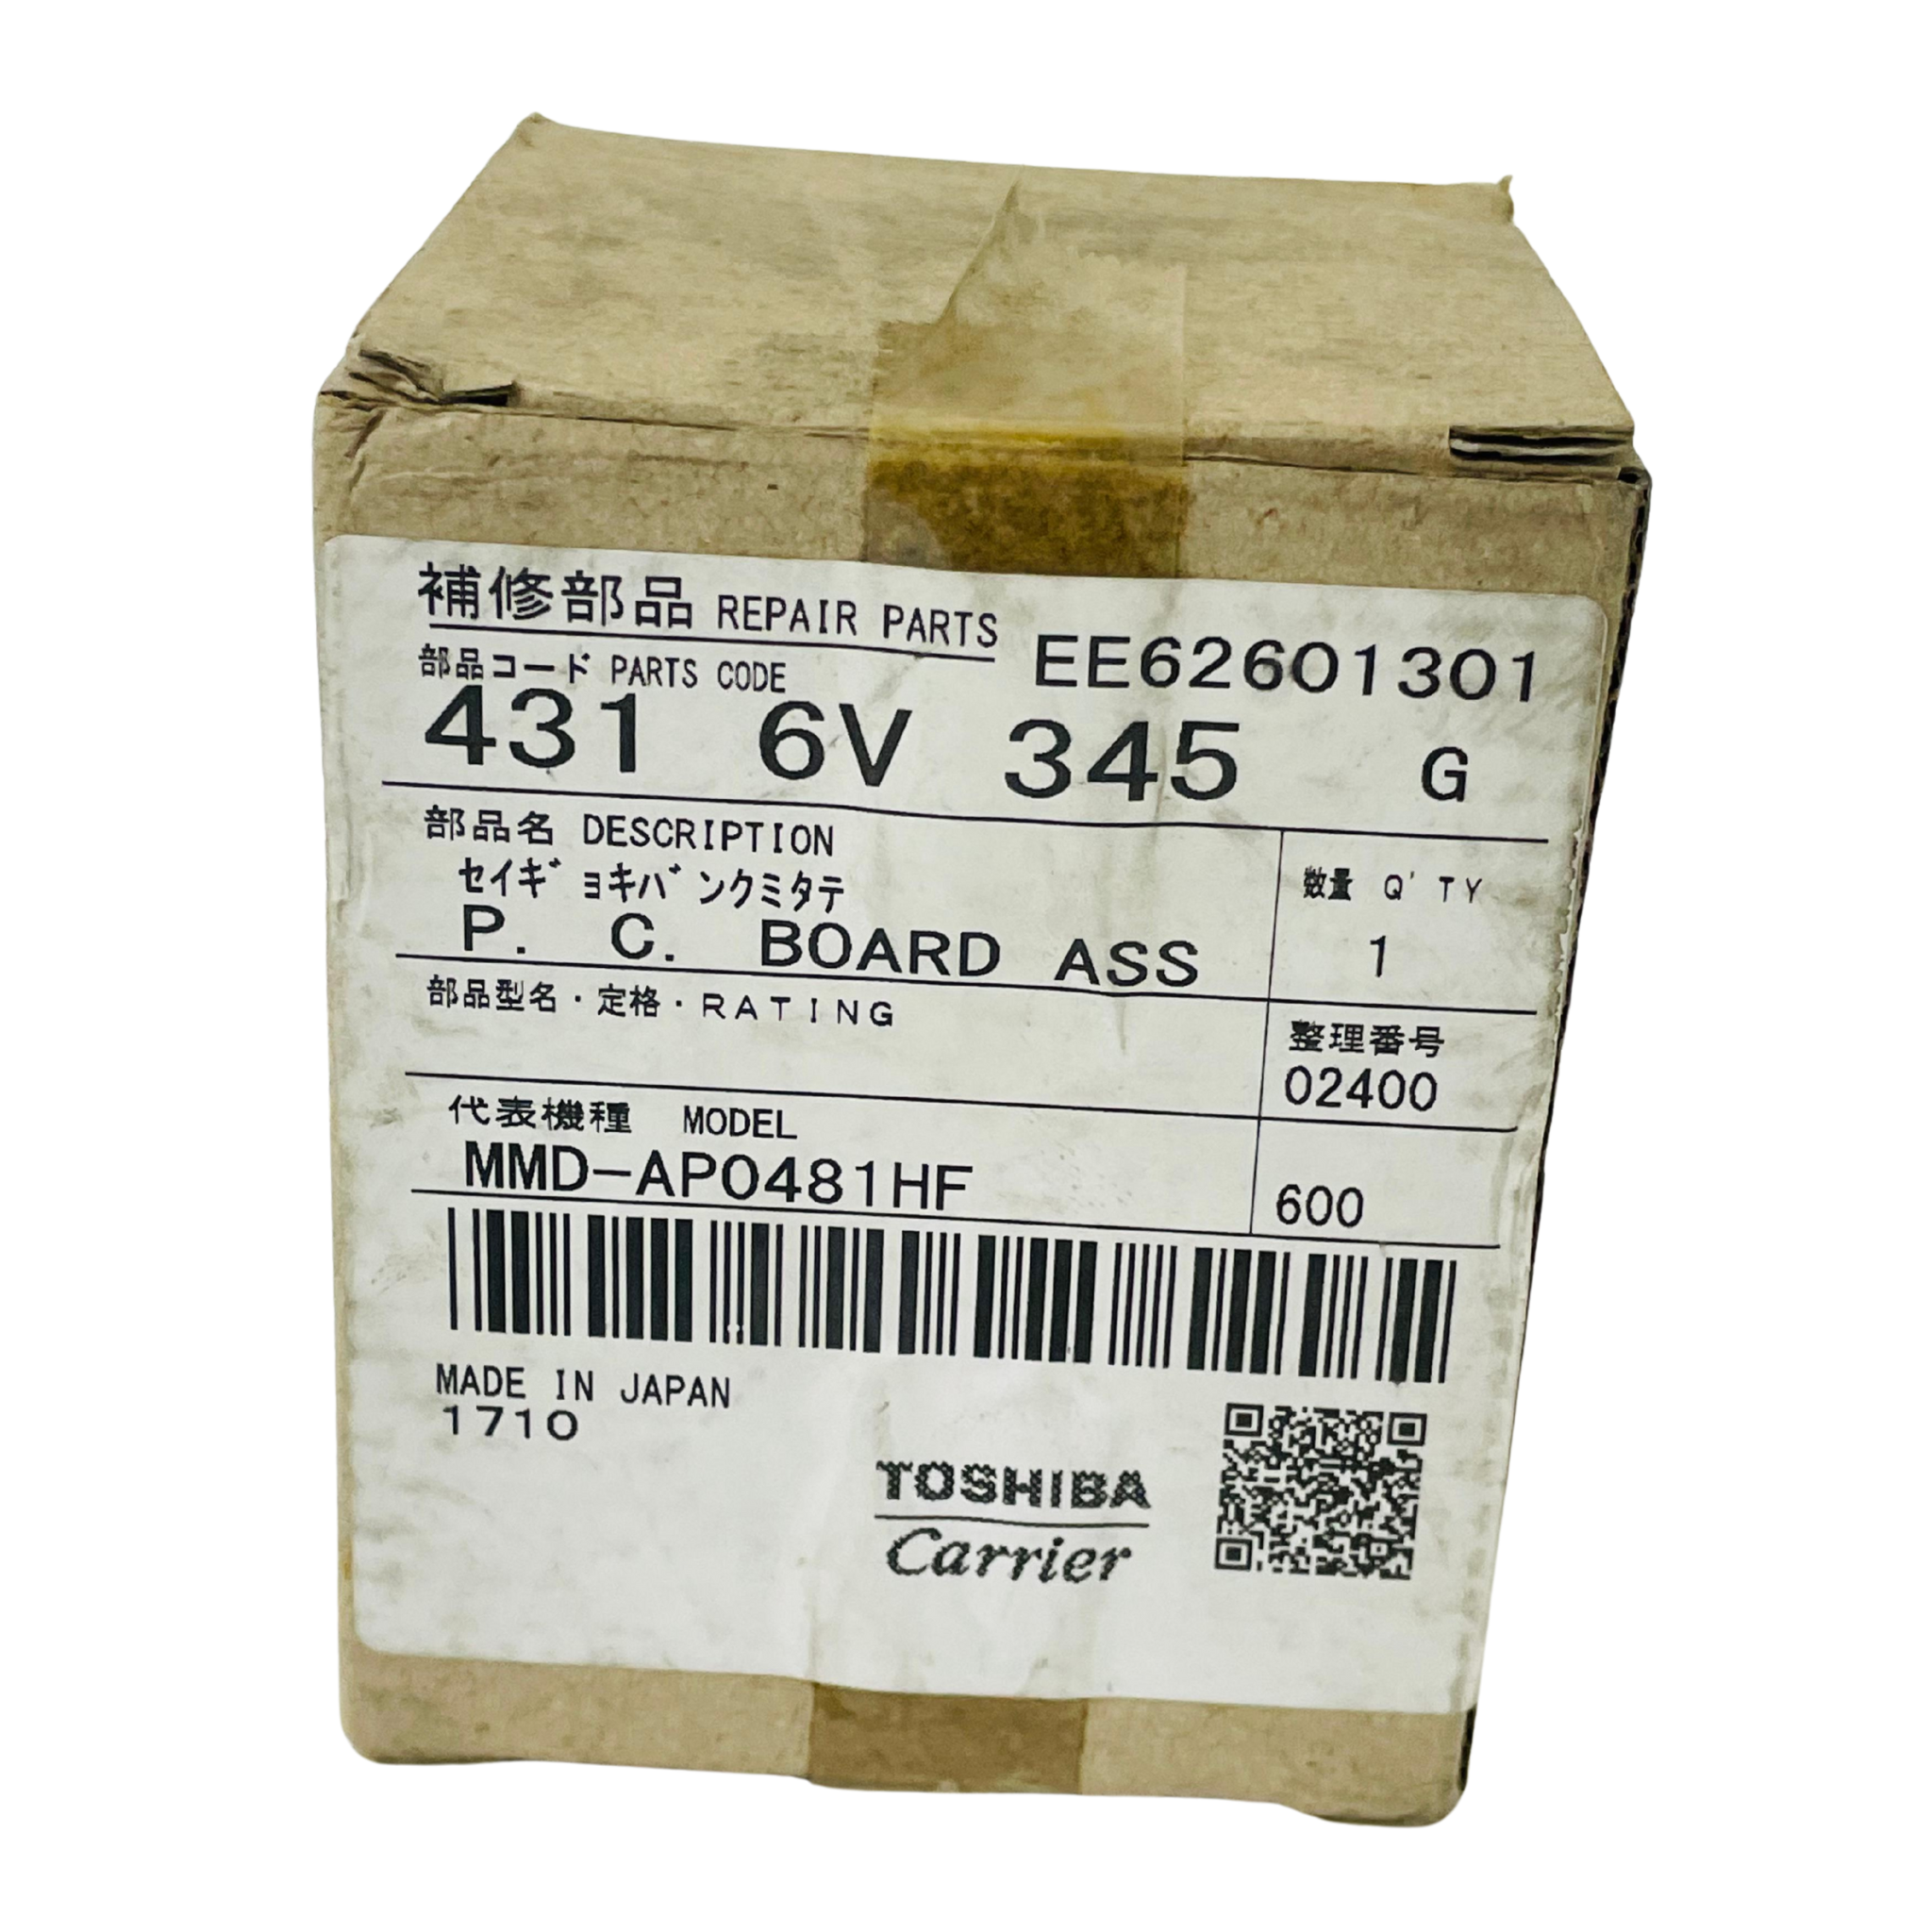 補修部品 REPAIR PARTS
EE62601301
部品コード PARTS CODE
431 6V 345 G
部品名 DESCRIPTION
セイギョキバンクミタテ
P. C. BOARD ASS
数量 Q'TY
1
部品型名・定格・RATING
整理番号
02400
代表機種 MODEL
MMD-AP0481HF
600
MADE IN JAPAN
1710
TOSHIBA
Carrier